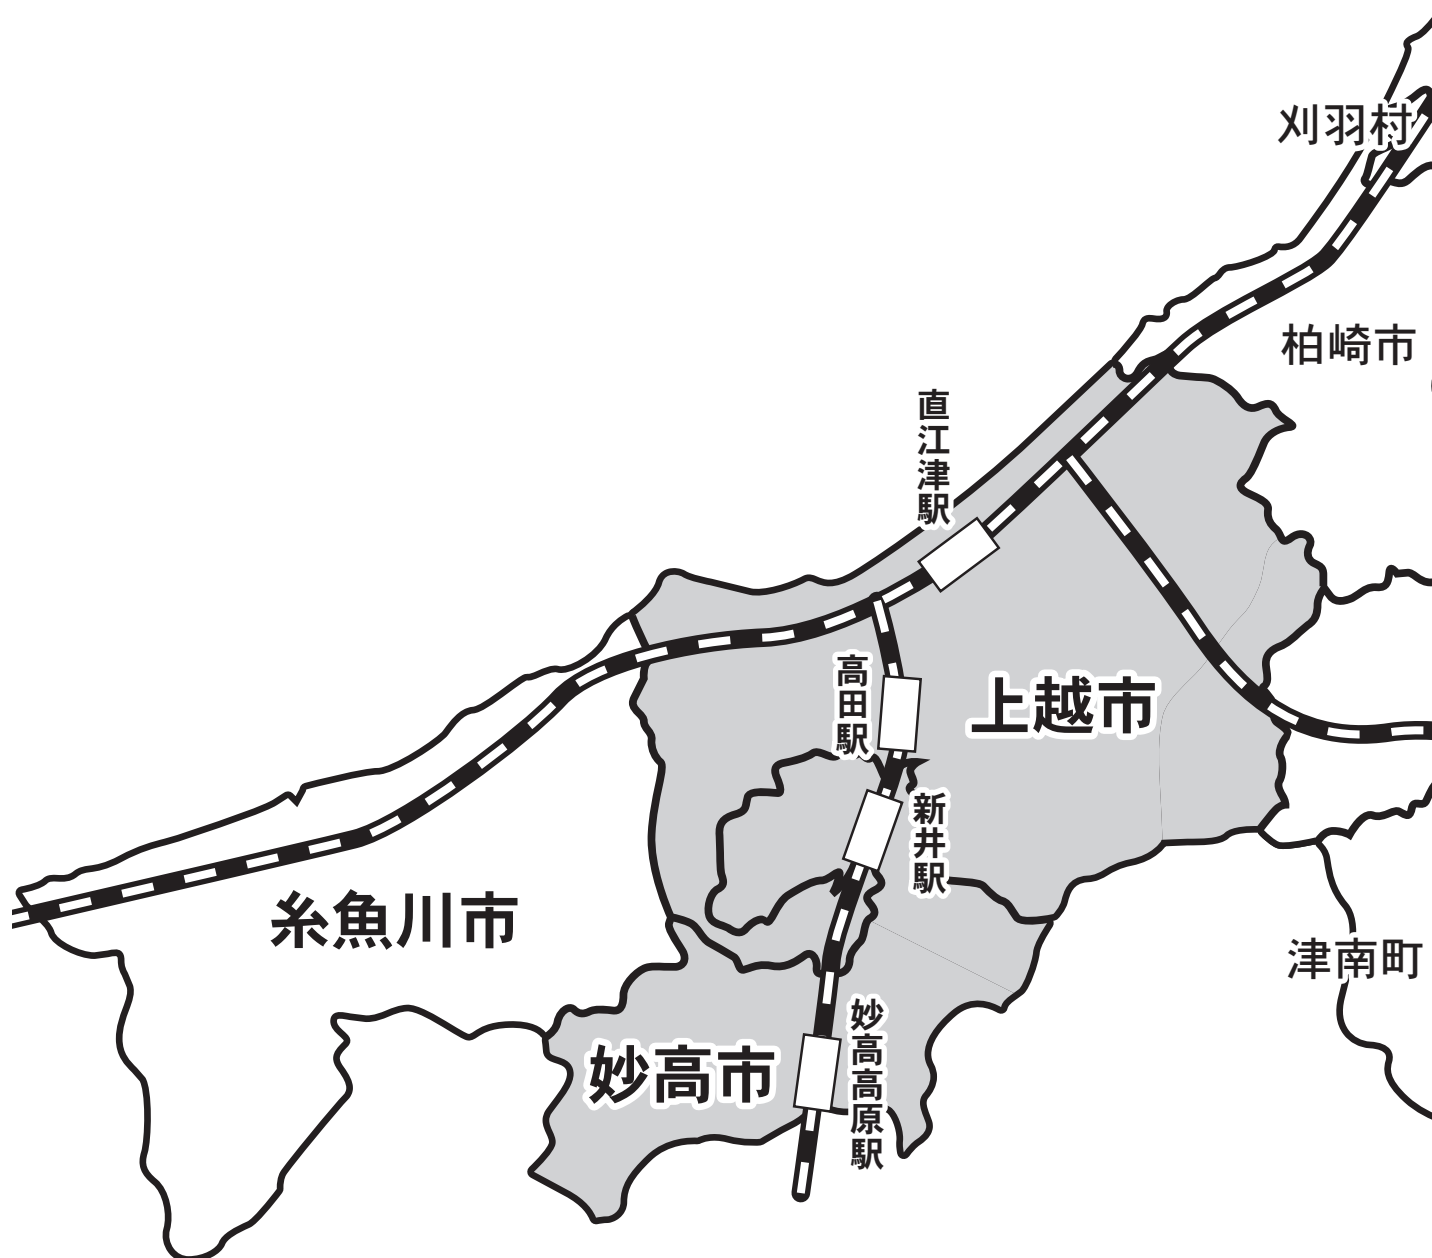 刈羽村
柏崎市
直江津駅
高田駅
上越市
新井駅
糸魚川市
津南町
妙高市
妙高高原駅